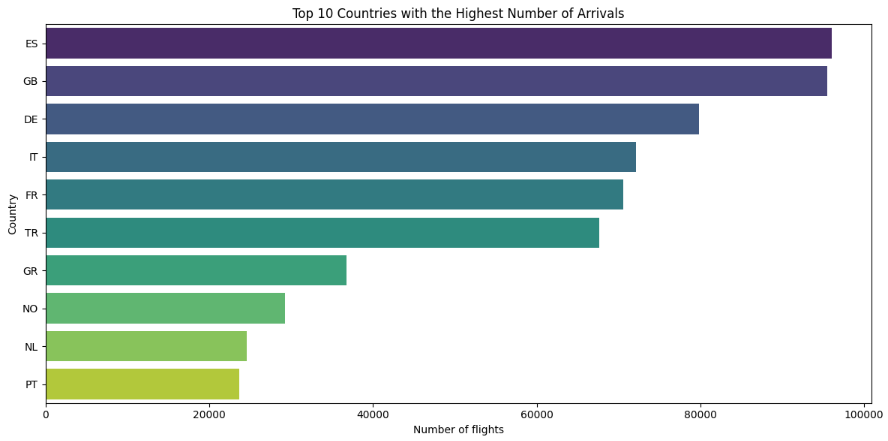 Top 10 Countries with the Highest Number of Arrivals
Country
ES
GB
DE
IT
FR
TR
GR
NO
NL
PT
0 20000 40000 60000 80000 100000
Number of flights